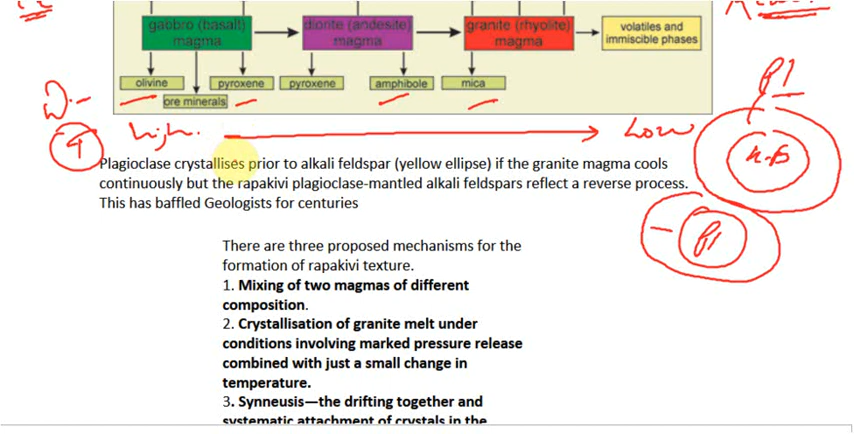 gabbro (basalt) diorite (andesite) granite (rhyolite) volatiles and
magma magma magma immiscible phases
olivine pyroxene pyroxene amphibole mica
ore minerals
high. Low
Plagioclase crystallises prior to alkali feldspar (yellow ellipse) if the granite magma cools
continuously but the rapakivi plagioclase-mantled alkali feldspars reflect a reverse process.
This has baffled Geologists for centuries
There are three proposed mechanisms for the
formation of rapakivi texture.
1. Mixing of two magmas of different
composition.
2. Crystallisation of granite melt under
conditions involving marked pressure release
combined with just a small change in
temperature.
3. Synneusis—the drifting together and
systematic attachment of crystals in the